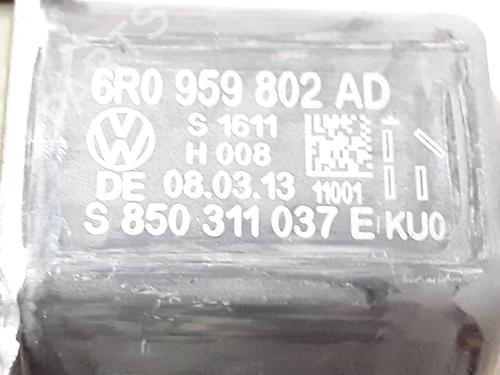 6R0 959 802 AD
S 1611
H 008
DE 08.03.13 11001
S 850 311 037 E KU0